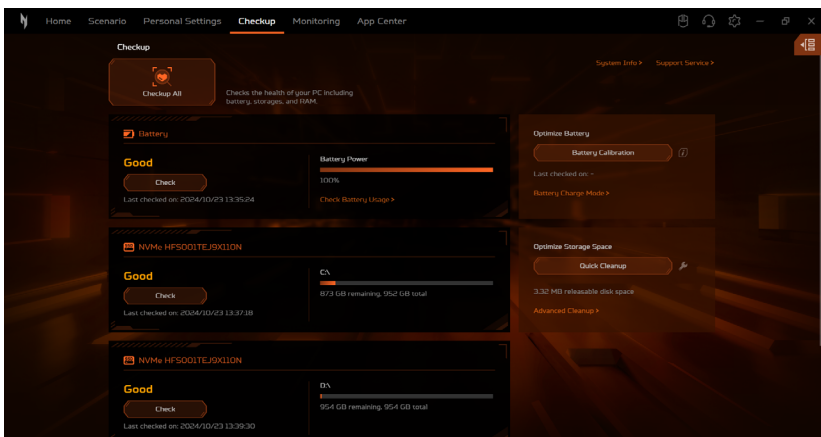 Home Scenario Personal Settings Checkup Monitoring App Center
Checkup
System Info > Support Service >
Checkup All
Checks the health of your PC including
battery, storages, and RAM.
Battery
Good
Check
Last checked on: 2024/10/23 13:35:24
Battery Power
100%
Check Battery Usage >
Optimize Battery
Battery Calibration
Last checked on: -
Battery Charge Mode >
NVMe HFS001TEJ9X110N
Good
Check
Last checked on: 2024/10/23 13:37:18
C:\
873 GB remaining, 952 GB total
Optimize Storage Space
Quick Cleanup
3.32 MB releasable disk space
Advanced Cleanup >
NVMe HFS001TEJ9X110N
Good
Check
Last checked on: 2024/10/23 13:39:30
D:\
954 GB remaining, 954 GB total